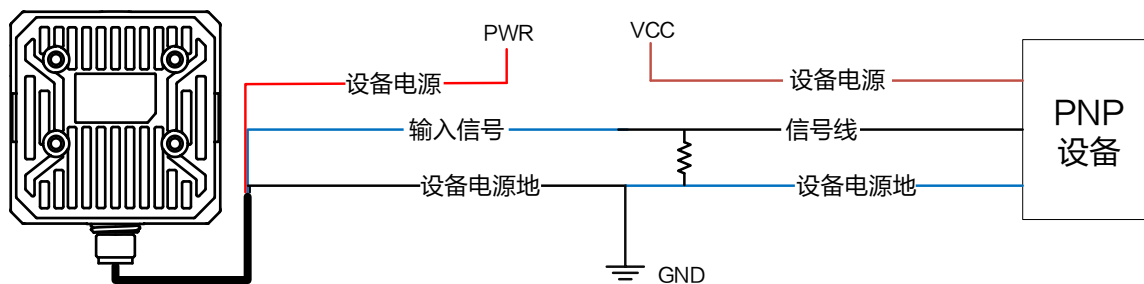 PWR
VCC
设备电源
设备电源
输入信号
信号线
PNP
设备
设备电源地
设备电源地
GND